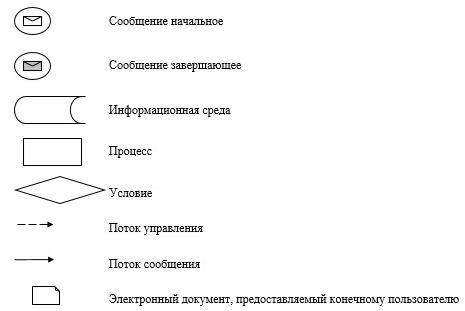 Сообщение начальное
Сообщение завершающее
Информационная среда
Процесс
Условие
Поток управления
Поток сообщения
Электронный документ, предоставляемый конечному пользователю